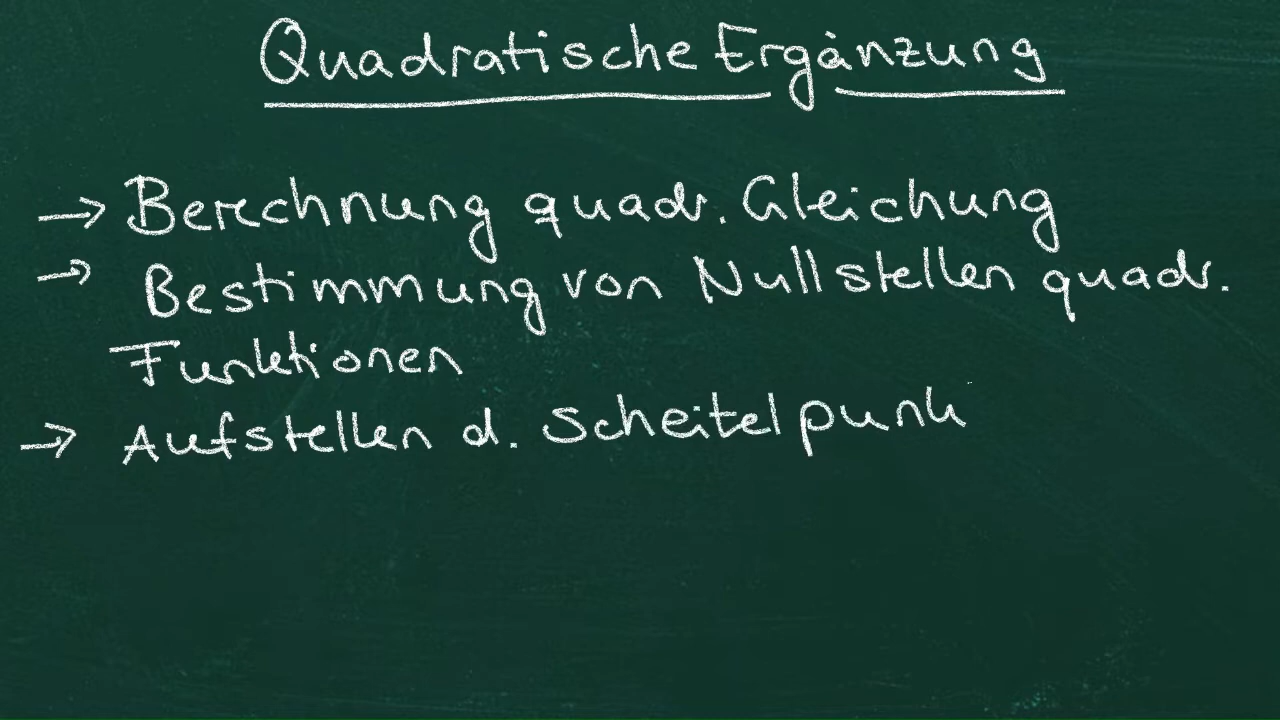 Quadratische Ergänzung
→ Berechnung quadr. Gleichung
→ Bestimmung von Nullstellen quadr.
Funktionen
→ Aufstellen d. Scheitelpunk